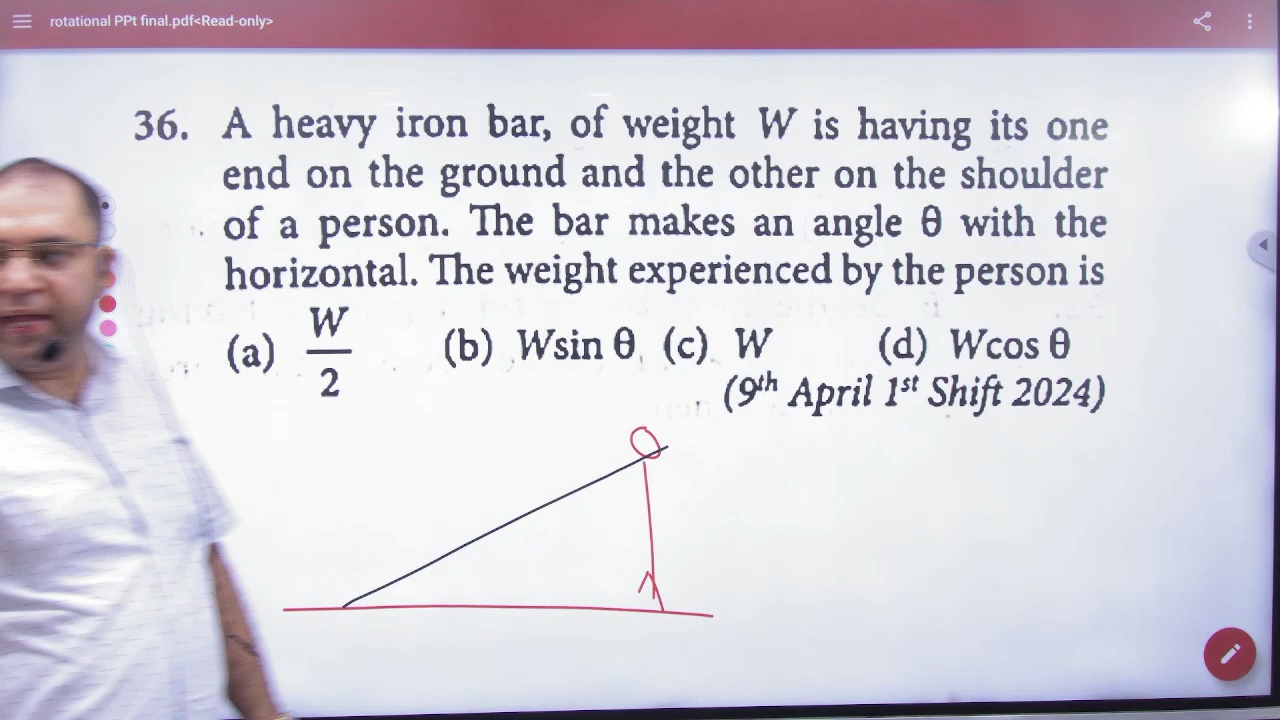 rotational PPt final.pdf<Read-only>
36. A heavy iron bar, of weight W is having its one
end on the ground and the other on the shoulder
of a person. The bar makes an angle θ with the
horizontal. The weight experienced by the person is
(a) W/2 (b) Wsin θ (c) W (d) Wcos θ
(9th April 1st Shift 2024)